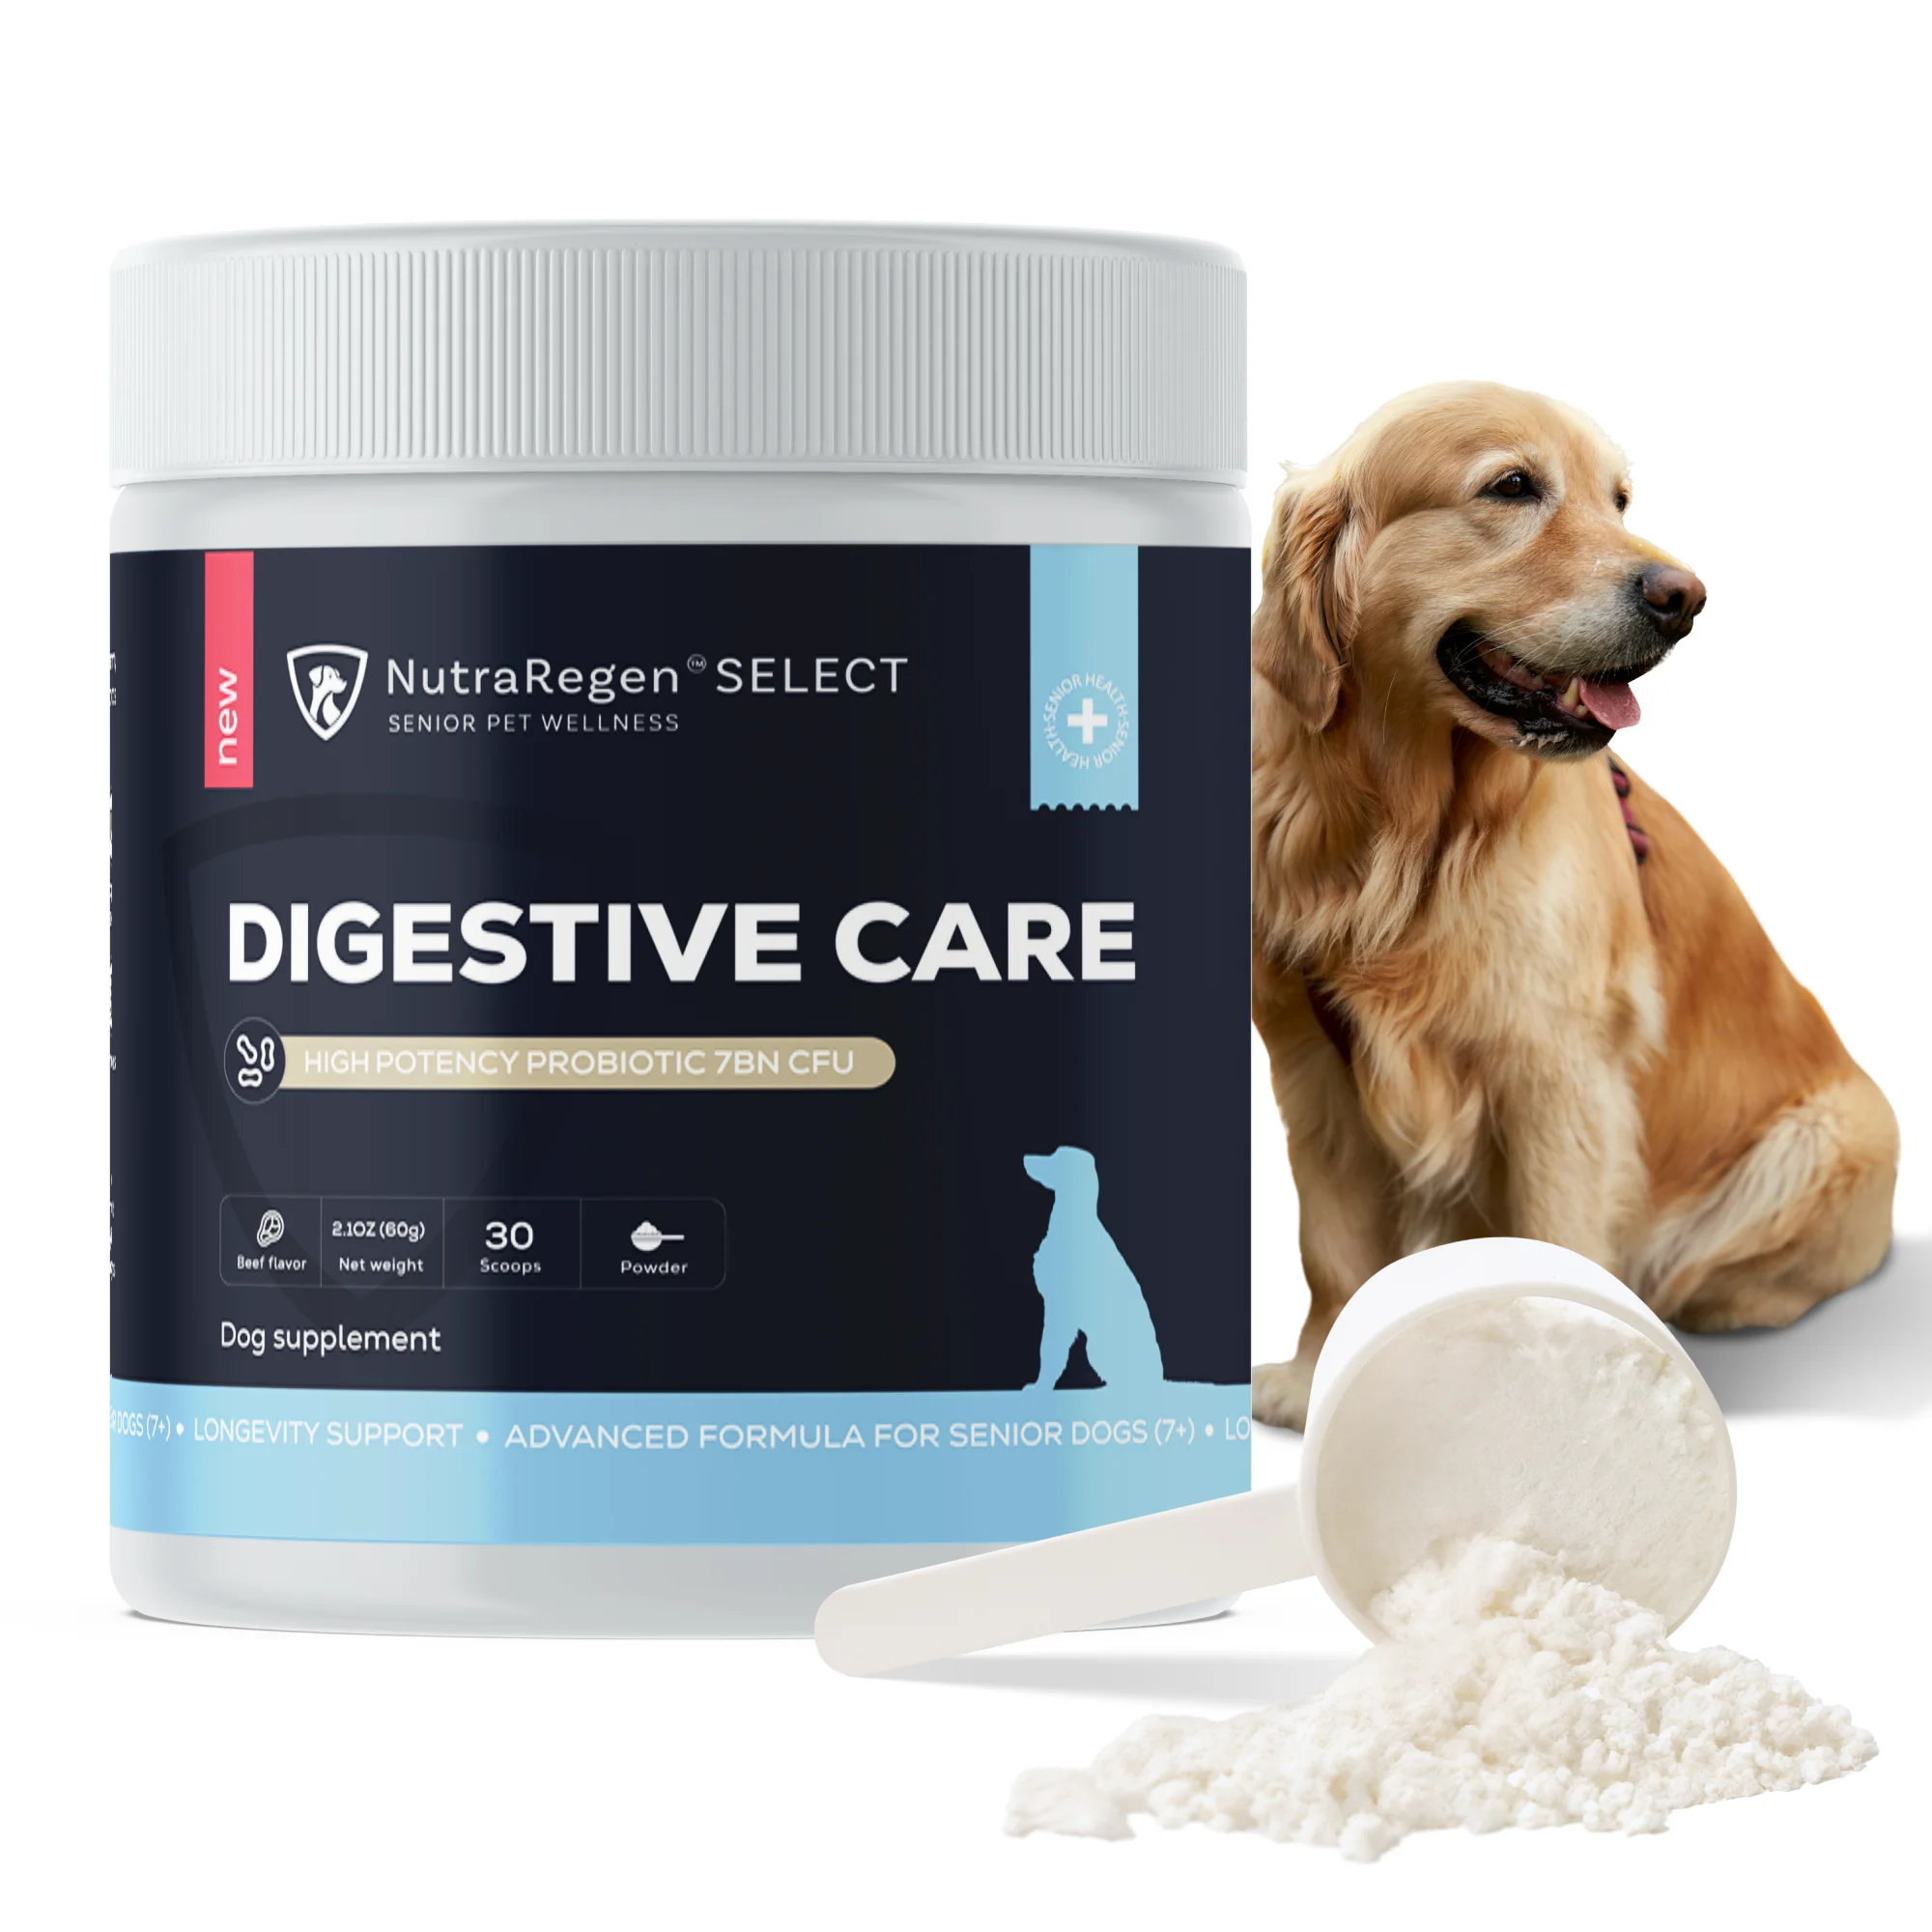 new
NutraRegen™ SELECT
SENIOR PET WELLNESS
SENIOR HEALTH·SENIOR HEALTH·
DIGESTIVE CARE
HIGH POTENCY PROBIOTIC 7BN CFU
Beef flavor
2.1OZ (60g)
Net weight
30
Scoops
Powder
Dog supplement
DOGS (7+) • LONGEVITY SUPPORT • ADVANCED FORMULA FOR SENIOR DOGS (7+) • LO